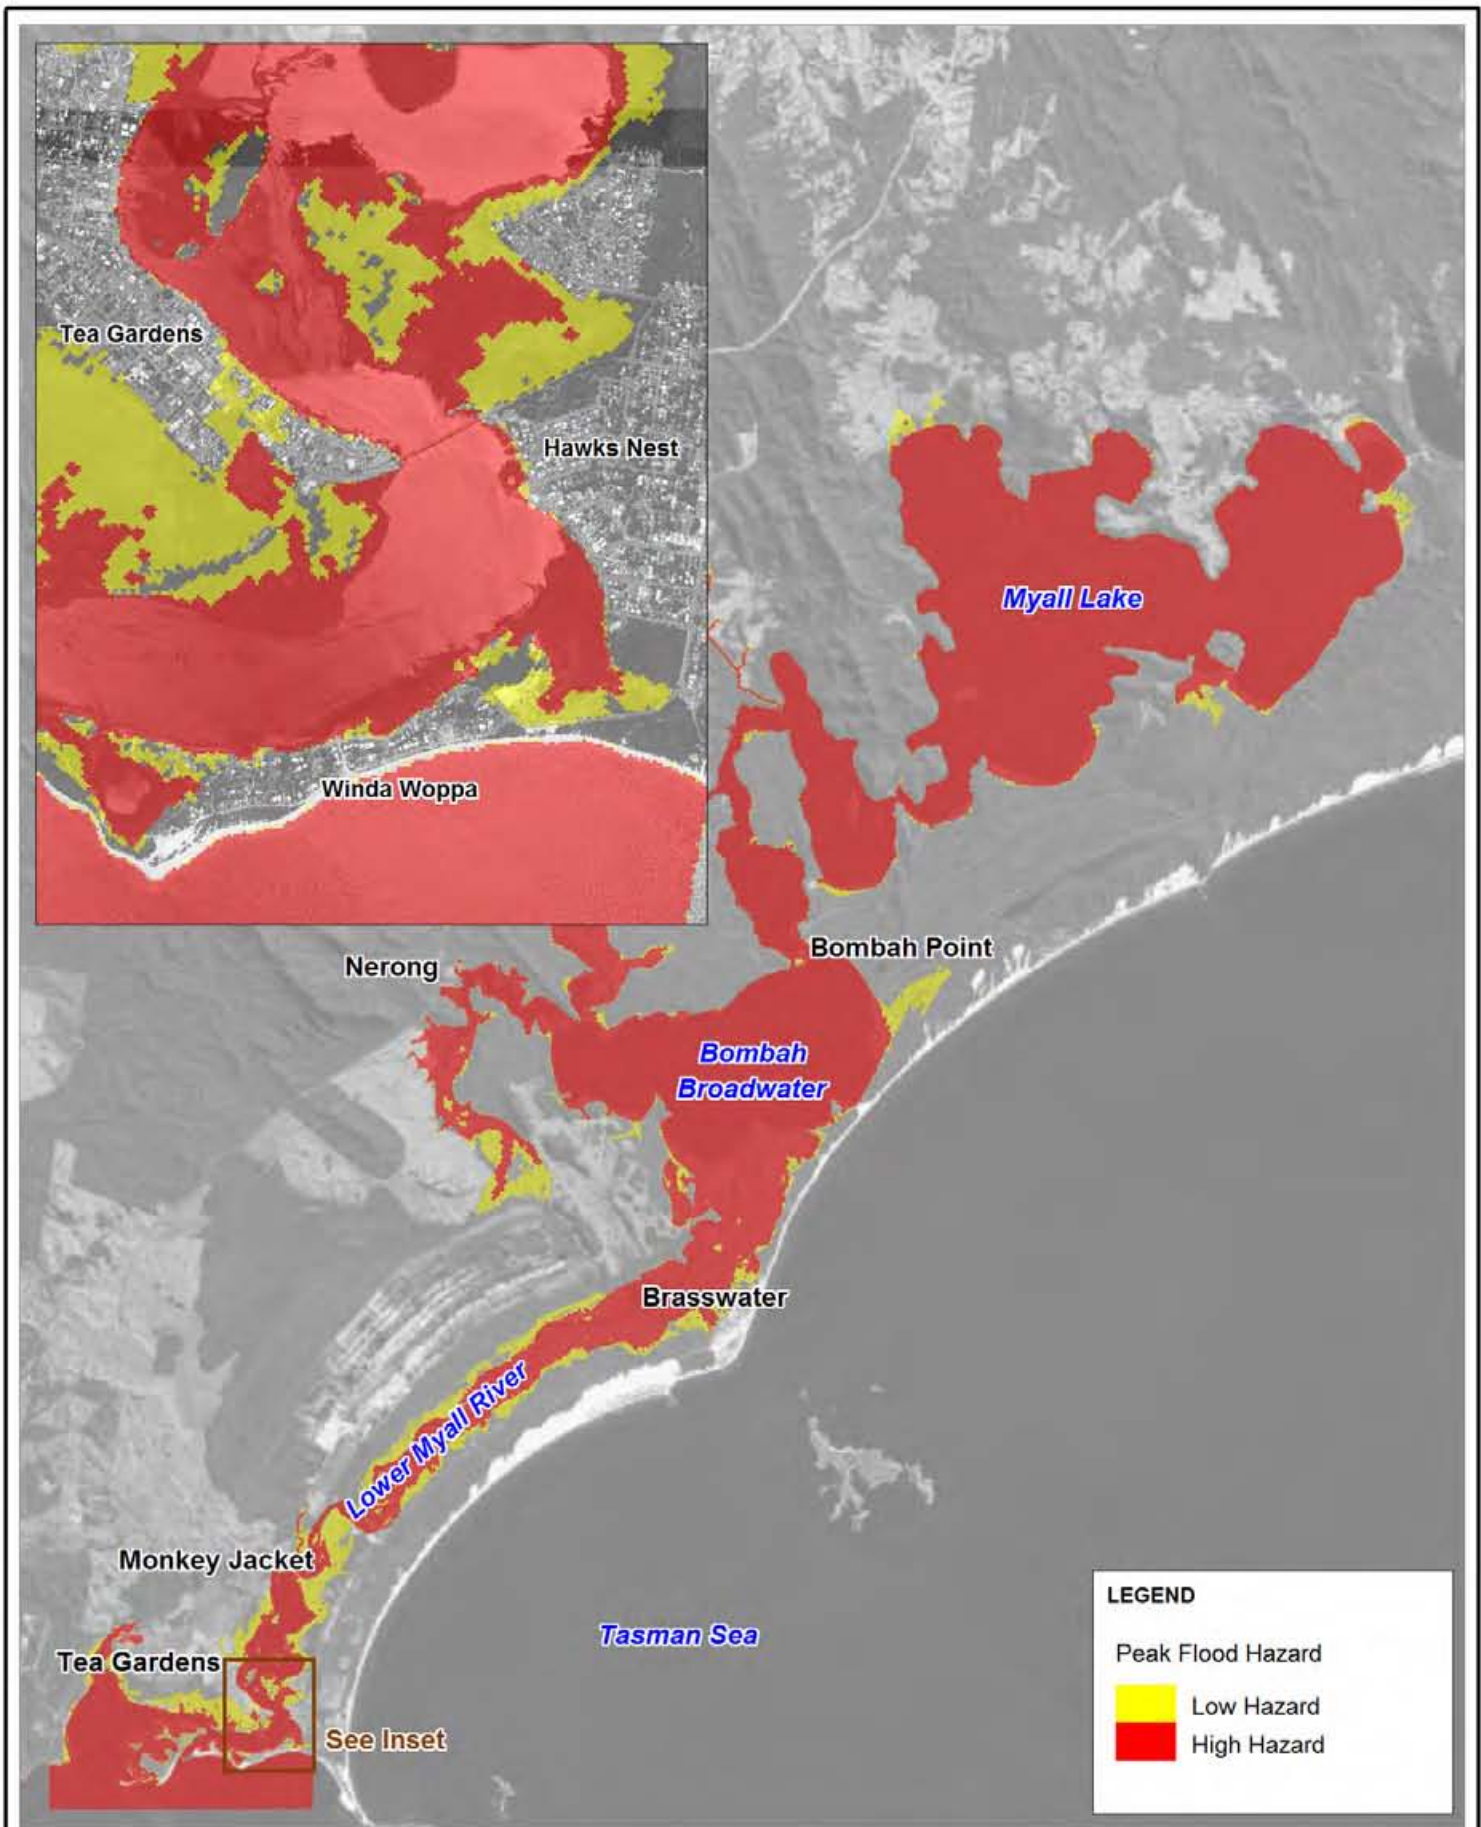 Tea Gardens
Hawks Nest
Winda Woppa
Myall Lake
Nerong
Bombah Point
Bombah
Broadwater
Brasswater
Lower Myall River
Monkey Jacket
Tea Gardens
See Inset
Tasman Sea
LEGEND
Peak Flood Hazard
Low Hazard
High Hazard